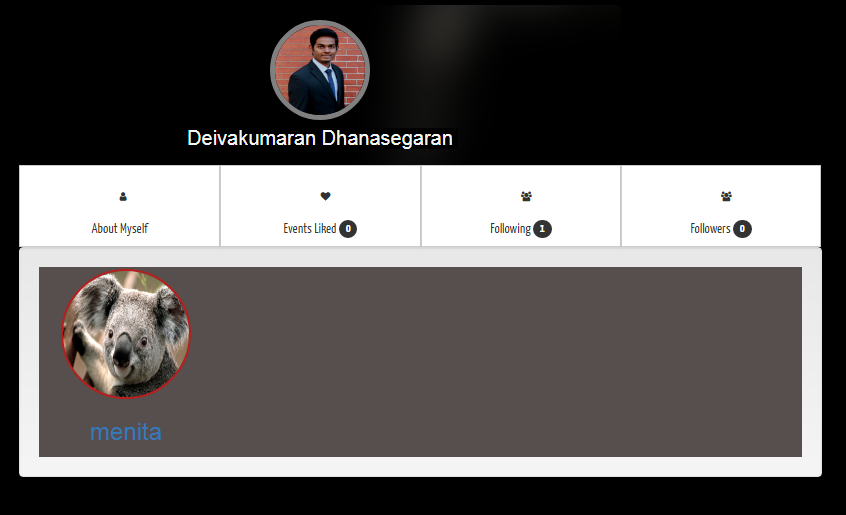 Deivakumaran Dhanasegaran
About Myself
Events Liked 0
Following 1
Followers 0
menita